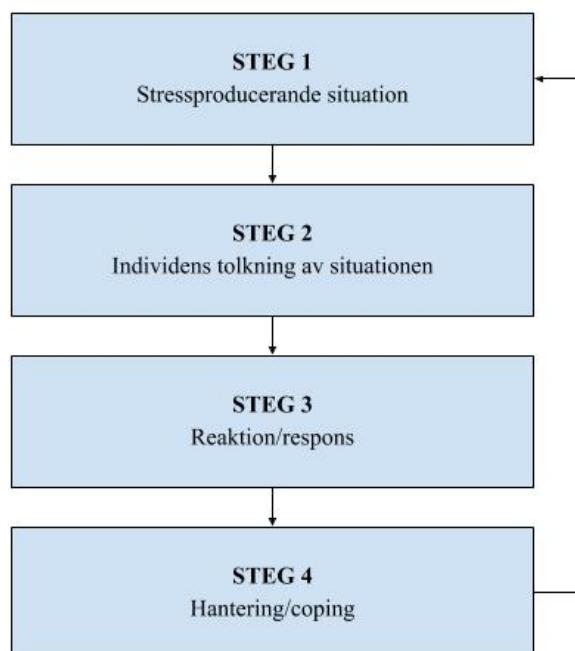 STEG 1
Stressproducerande situation
STEG 2
Individens tolkning av situationen
STEG 3
Reaktion/respons
STEG 4
Hantering/coping